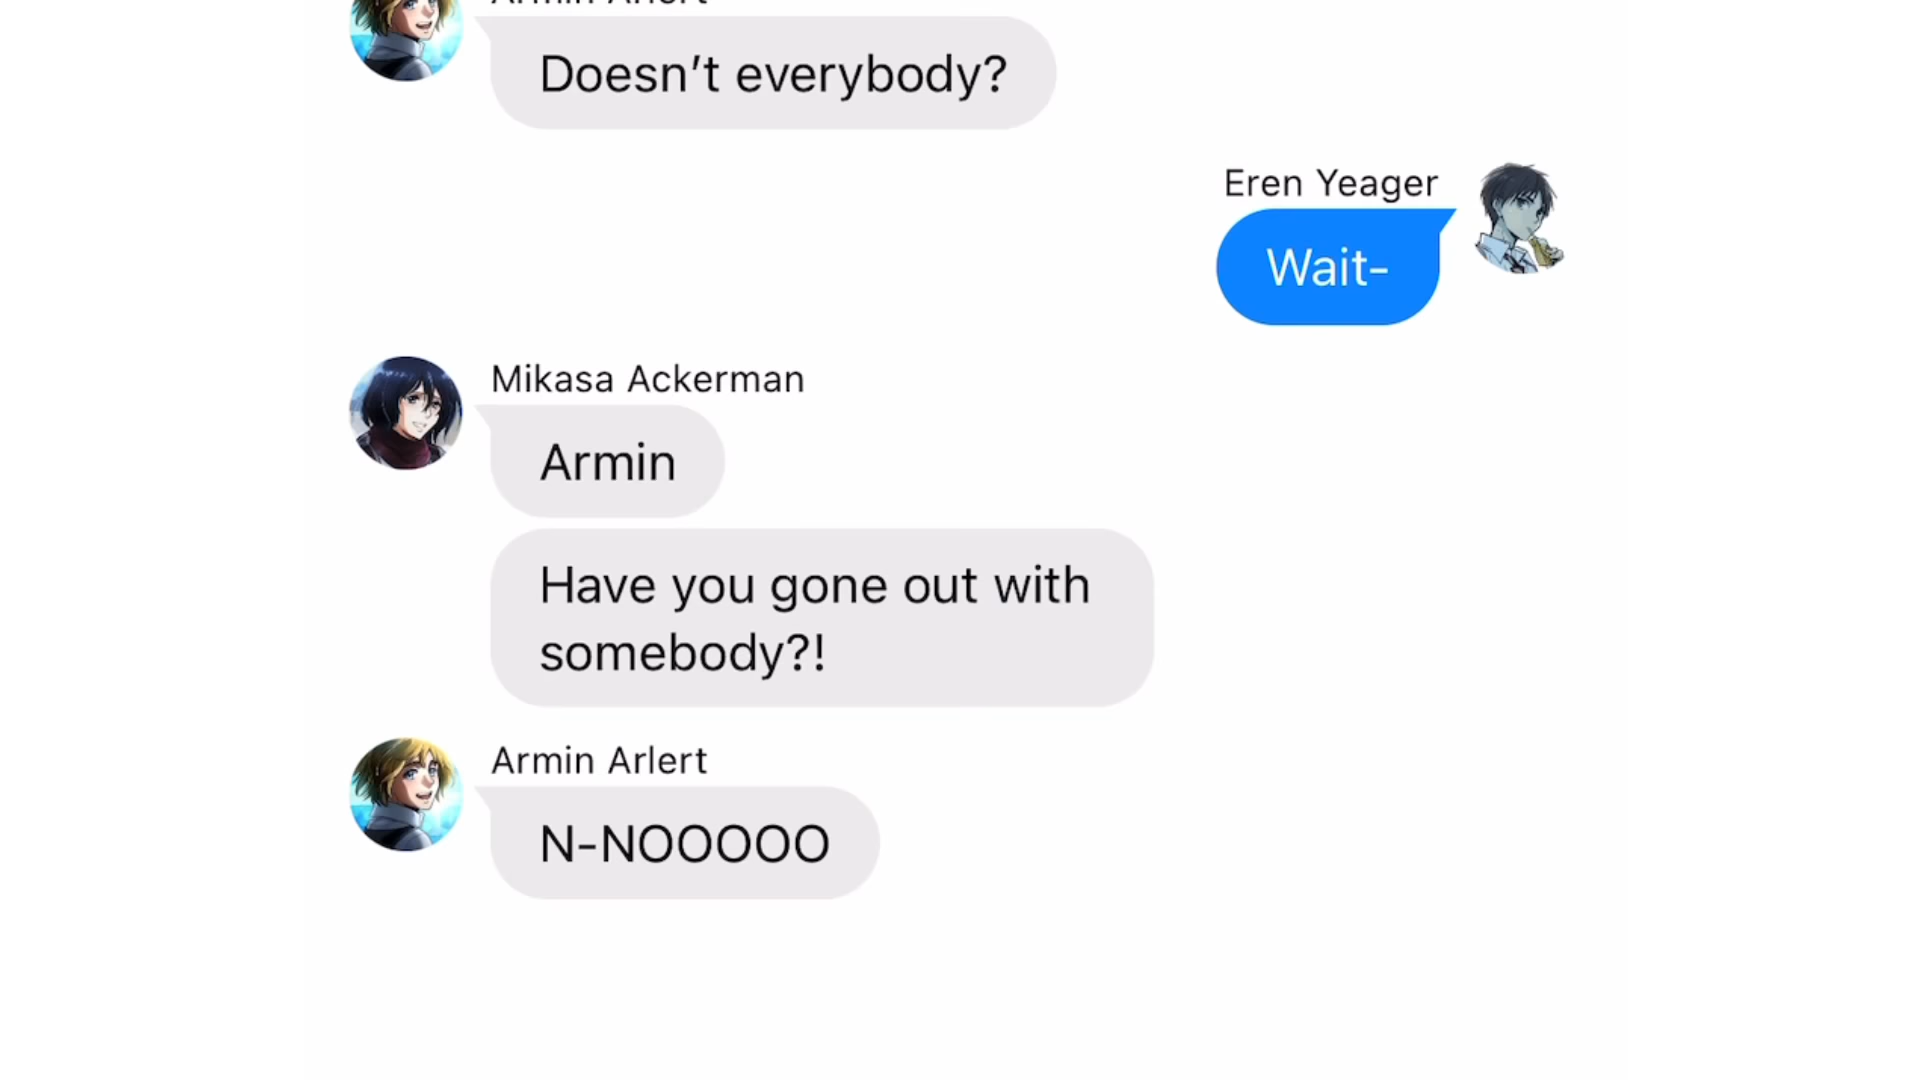 Armin Arlert
Doesn’t everybody?
Eren Yeager
Wait-
Mikasa Ackerman
Armin
Have you gone out with
somebody?!
Armin Arlert
N-NOOOOO